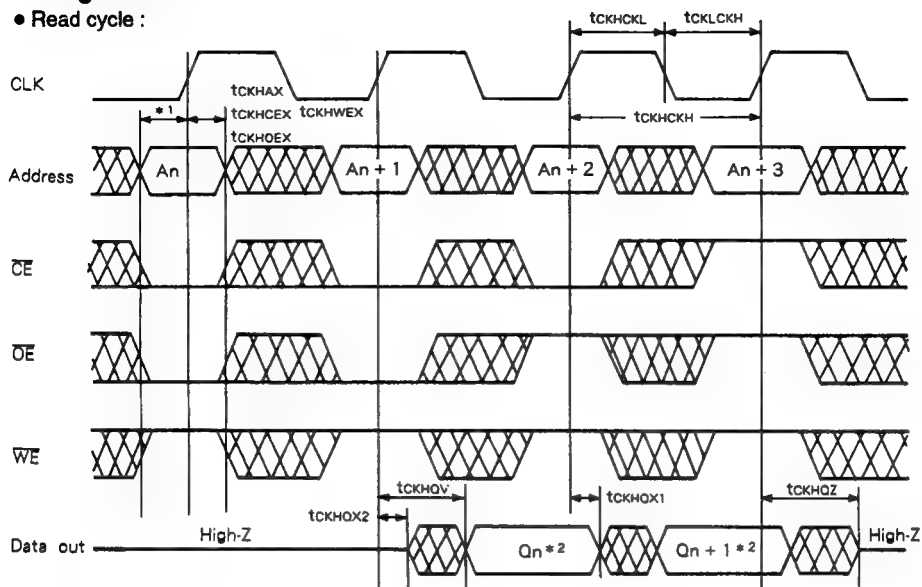 • Read cycle :
tCKHCKL tCKLCKH
CLK
*1
tCKHAX
tCKHCEX tCKHWEX
tCKHOEX
tCKHCKH
Address An An + 1 An + 2 An + 3
CE
OE
WE
tCKHQV
tCKHQX2
tCKHQX1
tCKHQZ
Data out High-Z Qn*2 Qn + 1*2 High-Z